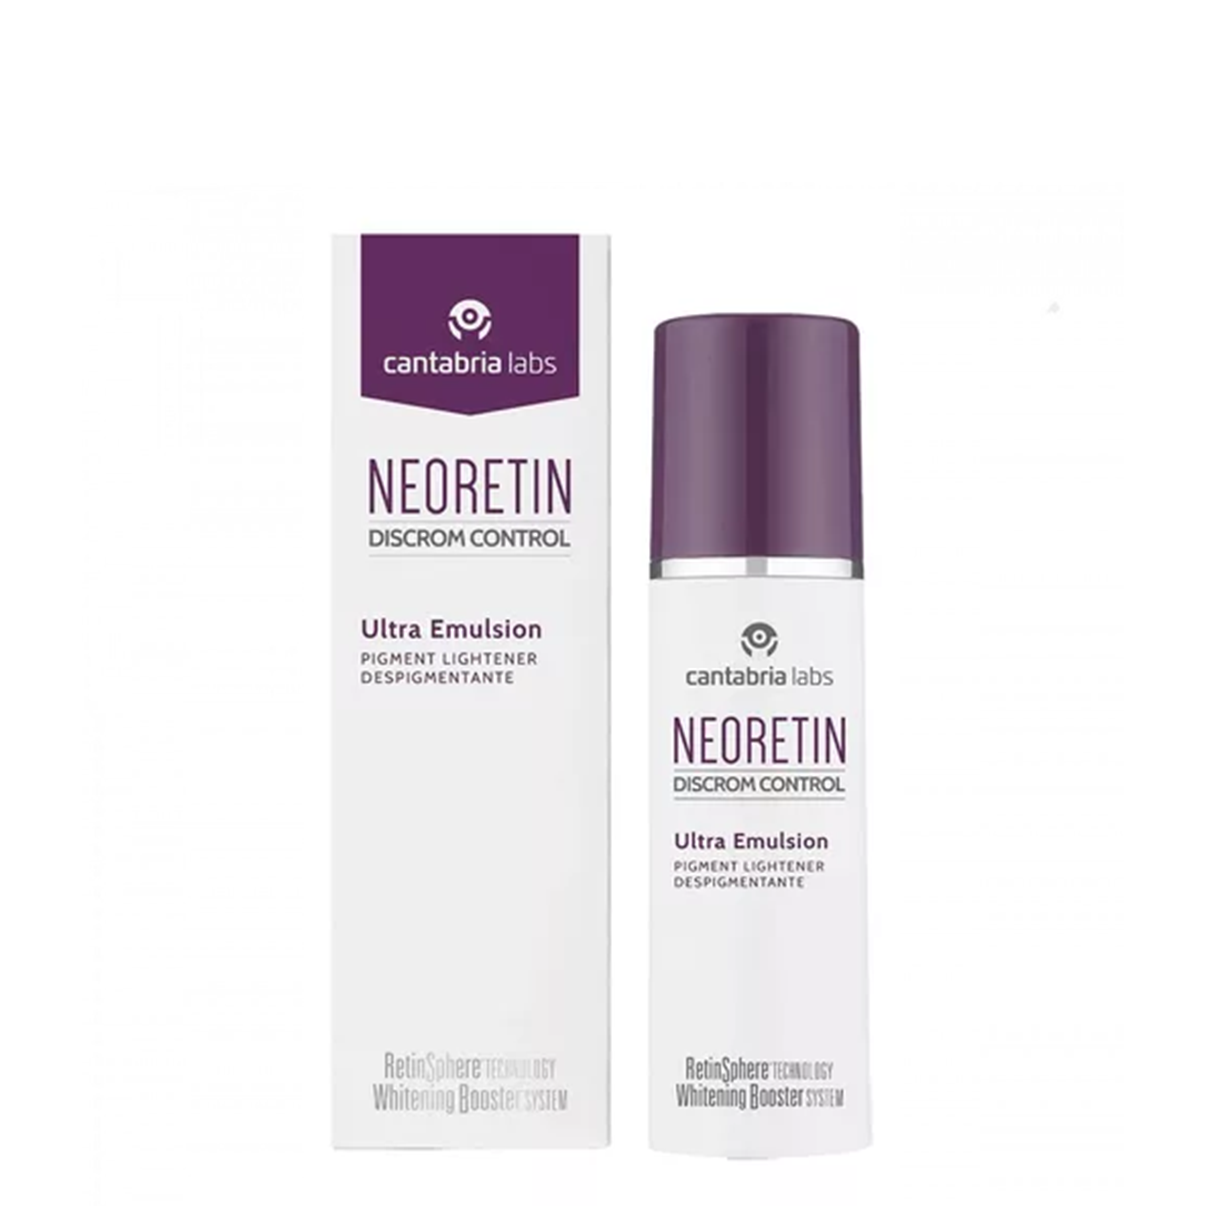 cantabria labs
NEORETIN
DISCROM CONTROL
Ultra Emulsion
PIGMENT LIGHTENER
DESPIGMENTANTE
RetinSphere TECHNOLOGY
Whitening Booster SYSTEM
cantabria labs
NEORETIN
DISCROM CONTROL
Ultra Emulsion
PIGMENT LIGHTENER
DESPIGMENTANTE
RetinSphere TECHNOLOGY
Whitening Booster SYSTEM